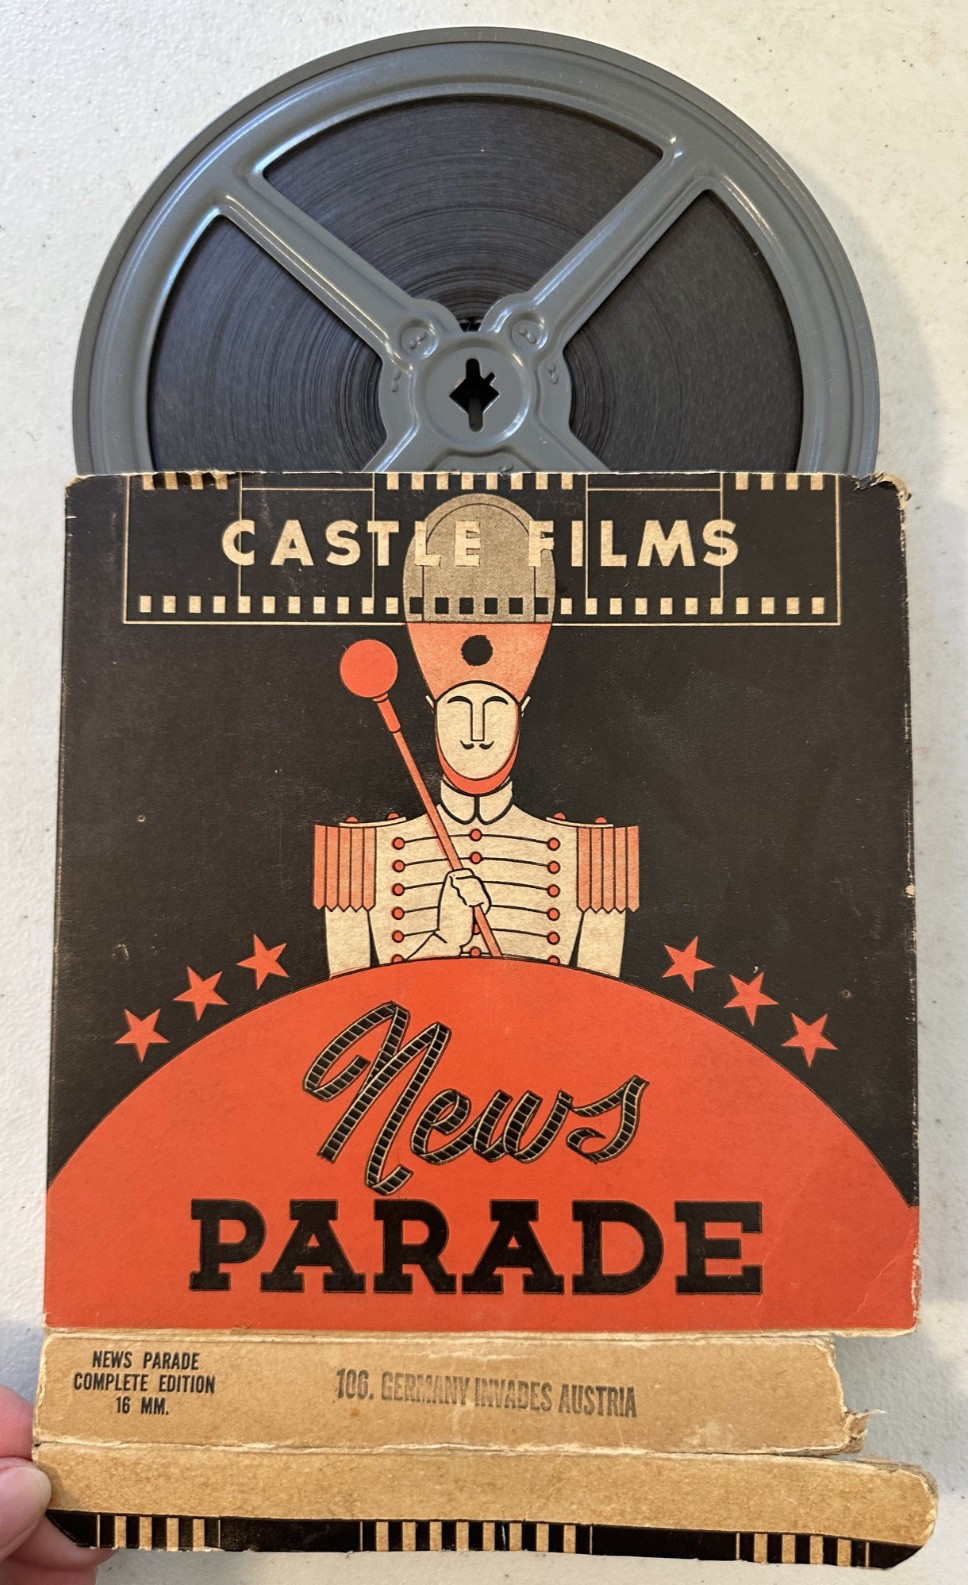 CASTLE FILMS
News
PARADE
NEWS PARADE
COMPLETE EDITION
16 MM.
106. GERMANY INVADES AUSTRIA